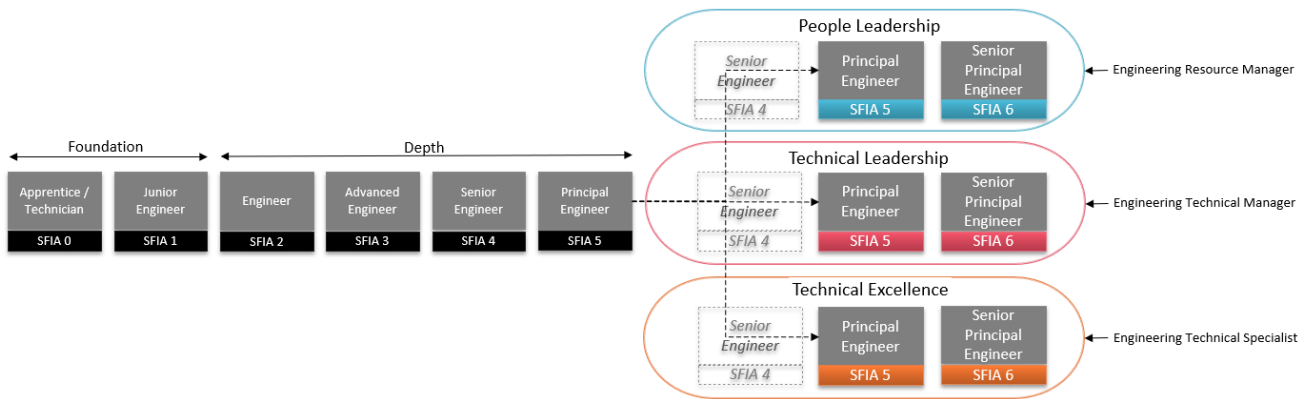 People Leadership
Senior
Engineer
SFIA 4
Principal
Engineer
SFIA 5
Senior
Principal
Engineer
SFIA 6
Engineering Resource Manager
Foundation
Depth
Apprentice /
Technician
SFIA 0
Junior
Engineer
SFIA 1
Engineer
SFIA 2
Advanced
Engineer
SFIA 3
Senior
Engineer
SFIA 4
Principal
Engineer
SFIA 5
Technical Leadership
Senior
Engineer
SFIA 4
Principal
Engineer
SFIA 5
Senior
Principal
Engineer
SFIA 6
Engineering Technical Manager
Technical Excellence
Senior
Engineer
SFIA 4
Principal
Engineer
SFIA 5
Senior
Principal
Engineer
SFIA 6
Engineering Technical Specialist